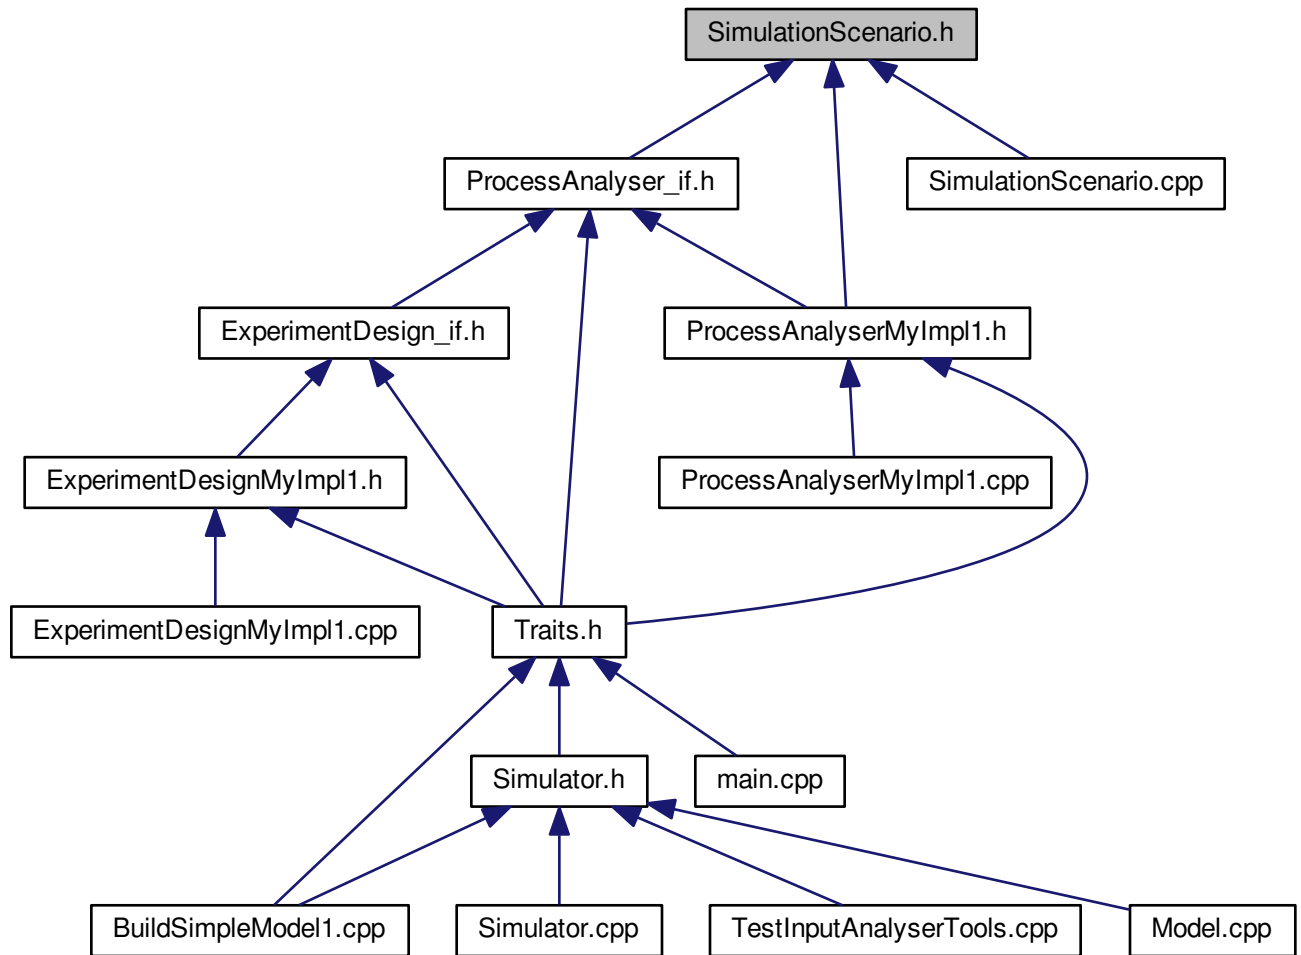 SimulationScenario.h
ProcessAnalyser_if.h
SimulationScenario.cpp
ExperimentDesign_if.h
ProcessAnalyserMyImpl1.h
ExperimentDesignMyImpl1.h
ProcessAnalyserMyImpl1.cpp
ExperimentDesignMyImpl1.cpp
Traits.h
Simulator.h
main.cpp
BuildSimpleModel1.cpp
Simulator.cpp
TestInputAnalyserTools.cpp
Model.cpp